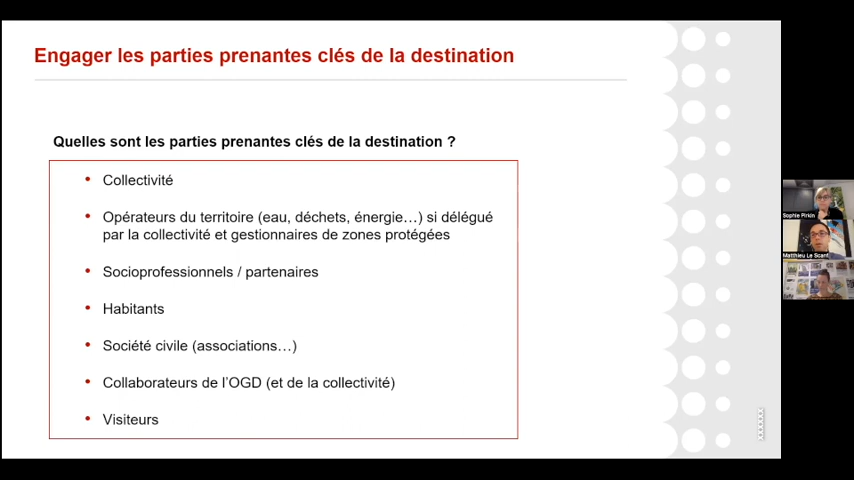 Engager les parties prenantes clés de la destination
Quelles sont les parties prenantes clés de la destination ?
• Collectivité
• Opérateurs du territoire (eau, déchets, énergie…) si délégué
par la collectivité et gestionnaires de zones protégées
• Socioprofessionnels / partenaires
• Habitants
• Société civile (associations…)
• Collaborateurs de l’OGD (et de la collectivité)
• Visiteurs
Sophie Pirkin
Matthieu Le Scant